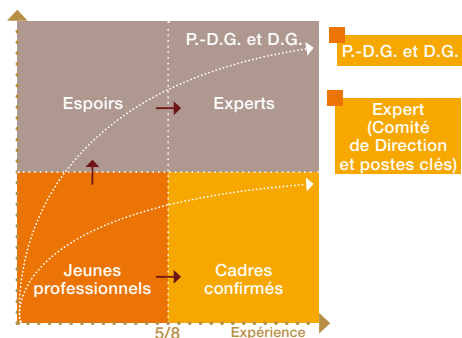 P.-D.G. et D.G.
Espoirs
Experts
Jeunes
professionnels
Cadres
confirmés
5/8
Expérience
P.-D.G. et D.G.
Expert
(Comité
de Direction
et postes clés)